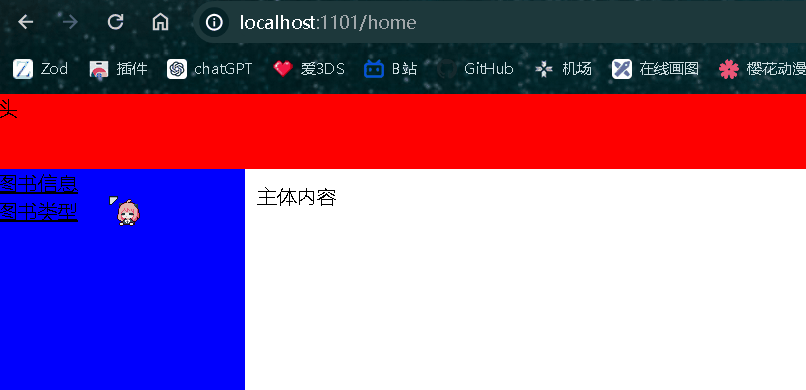 localhost:1101/home
Zod 插件 chatGPT 爱3DS B站 GitHub 机场 在线画图 樱花动漫
头
图书信息
图书类型
主体内容